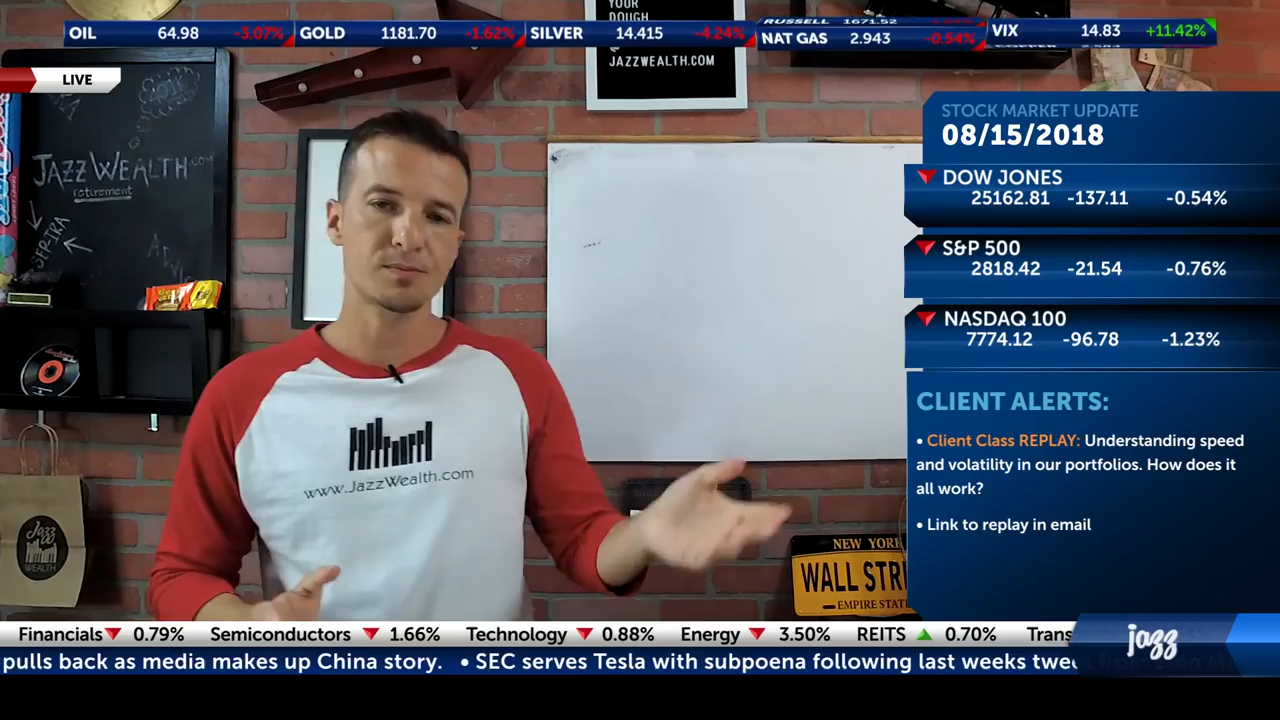 YOUR
DOUGH
JAZZWEALTH.COM
OIL 64.98 -3.07%
GOLD 1181.70 -1.62%
SILVER 14.415 -4.24%
RUSSELL 1671.52
NAT GAS 2.943 -0.54%
VIX 14.83 +11.42%
LIVE
JAZZWEALTH.COM
retirement
SEP-IRA
STOCK MARKET UPDATE
08/15/2018
DOW JONES
25162.81 -137.11 -0.54%
S&P 500
2818.42 -21.54 -0.76%
NASDAQ 100
7774.12 -96.78 -1.23%
CLIENT ALERTS:
• Client Class REPLAY: Understanding speed
and volatility in our portfolios. How does it
all work?
• Link to replay in email
www.JazzWealth.com
Jazz
WEALTH
NEW YORK
WALL STR
EMPIRE STAT
Financials 0.79% Semiconductors 1.66% Technology 0.88% Energy 3.50% REITS 0.70% Trans
jazz
pulls back as media makes up China story. • SEC serves Tesla with subpoena following last weeks twee